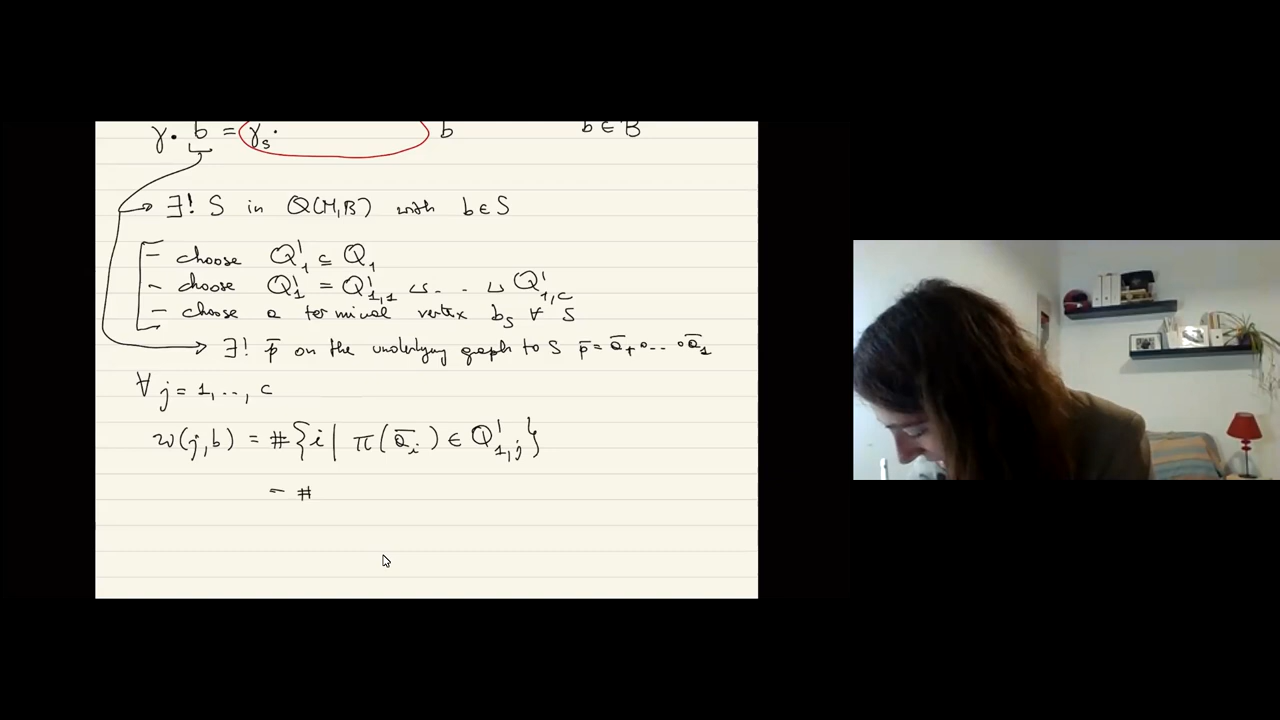 γ. b = γ_S. b b ∈ B
∃! S in Q(M,B) with b ∈ S
- choose Q'_1 ⊆ Q_1
- choose Q'_1 = Q'_{1,1} ⊔ ... ⊔ Q'_{1,c}
- choose a terminal vertex b_S ∀ S
∃! p̄ on the underlying graph to S p̄ = ā_t ∘ ... ∘ ā_1
∀ j = 1, .., c
w(j,b) = #{i | π(ā_i) ∈ Q'_{1,j}}
- #